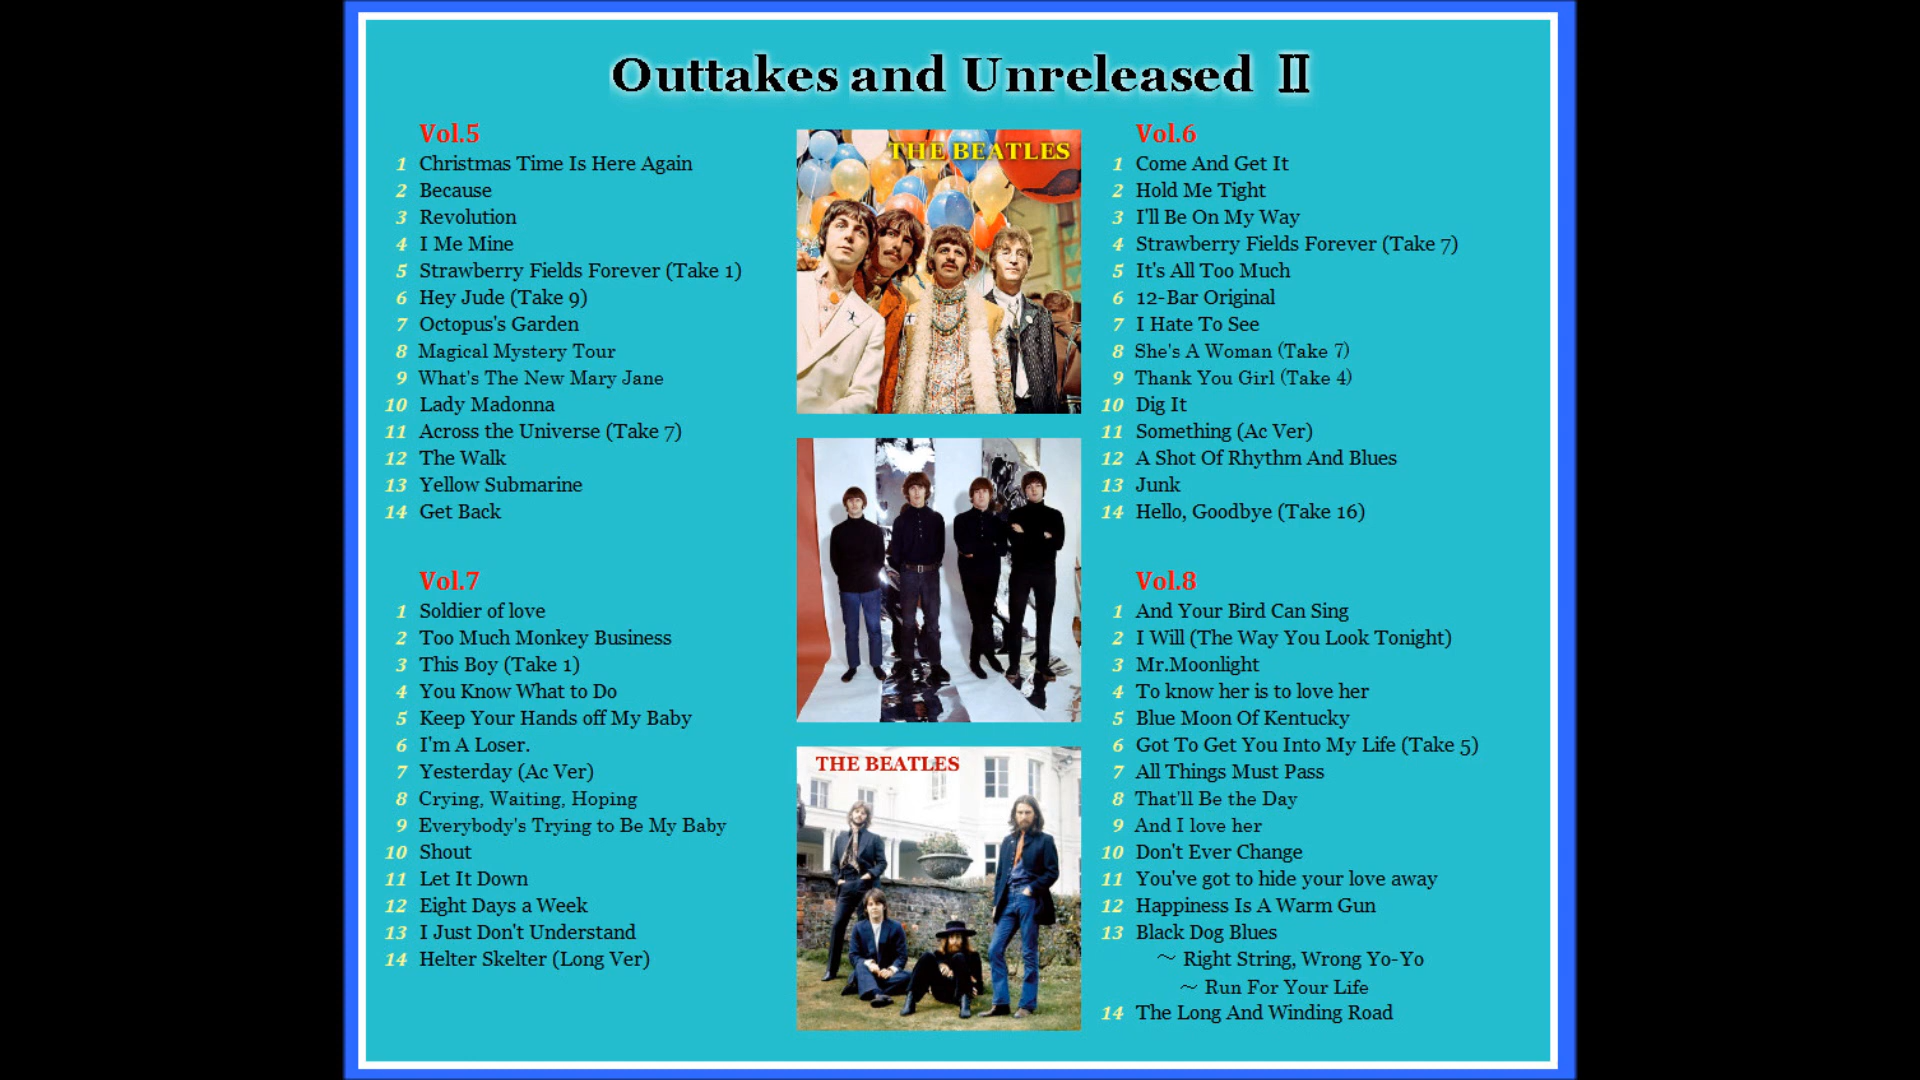 Outtakes and Unreleased Ⅱ
Vol.5
1 Christmas Time Is Here Again
2 Because
3 Revolution
4 I Me Mine
5 Strawberry Fields Forever (Take 1)
6 Hey Jude (Take 9)
7 Octopus's Garden
8 Magical Mystery Tour
9 What's The New Mary Jane
10 Lady Madonna
11 Across the Universe (Take 7)
12 The Walk
13 Yellow Submarine
14 Get Back
THE BEATLES
Vol.6
1 Come And Get It
2 Hold Me Tight
3 I'll Be On My Way
4 Strawberry Fields Forever (Take 7)
5 It's All Too Much
6 12-Bar Original
7 I Hate To See
8 She's A Woman (Take 7)
9 Thank You Girl (Take 4)
10 Dig It
11 Something (Ac Ver)
12 A Shot Of Rhythm And Blues
13 Junk
14 Hello, Goodbye (Take 16)
Vol.7
1 Soldier of love
2 Too Much Monkey Business
3 This Boy (Take 1)
4 You Know What to Do
5 Keep Your Hands off My Baby
6 I'm A Loser.
7 Yesterday (Ac Ver)
8 Crying, Waiting, Hoping
9 Everybody's Trying to Be My Baby
10 Shout
11 Let It Down
12 Eight Days a Week
13 I Just Don't Understand
14 Helter Skelter (Long Ver)
THE BEATLES
Vol.8
1 And Your Bird Can Sing
2 I Will (The Way You Look Tonight)
3 Mr.Moonlight
4 To know her is to love her
5 Blue Moon Of Kentucky
6 Got To Get You Into My Life (Take 5)
7 All Things Must Pass
8 That'll Be the Day
9 And I love her
10 Don't Ever Change
11 You've got to hide your love away
12 Happiness Is A Warm Gun
13 Black Dog Blues
～ Right String, Wrong Yo-Yo
～ Run For Your Life
14 The Long And Winding Road